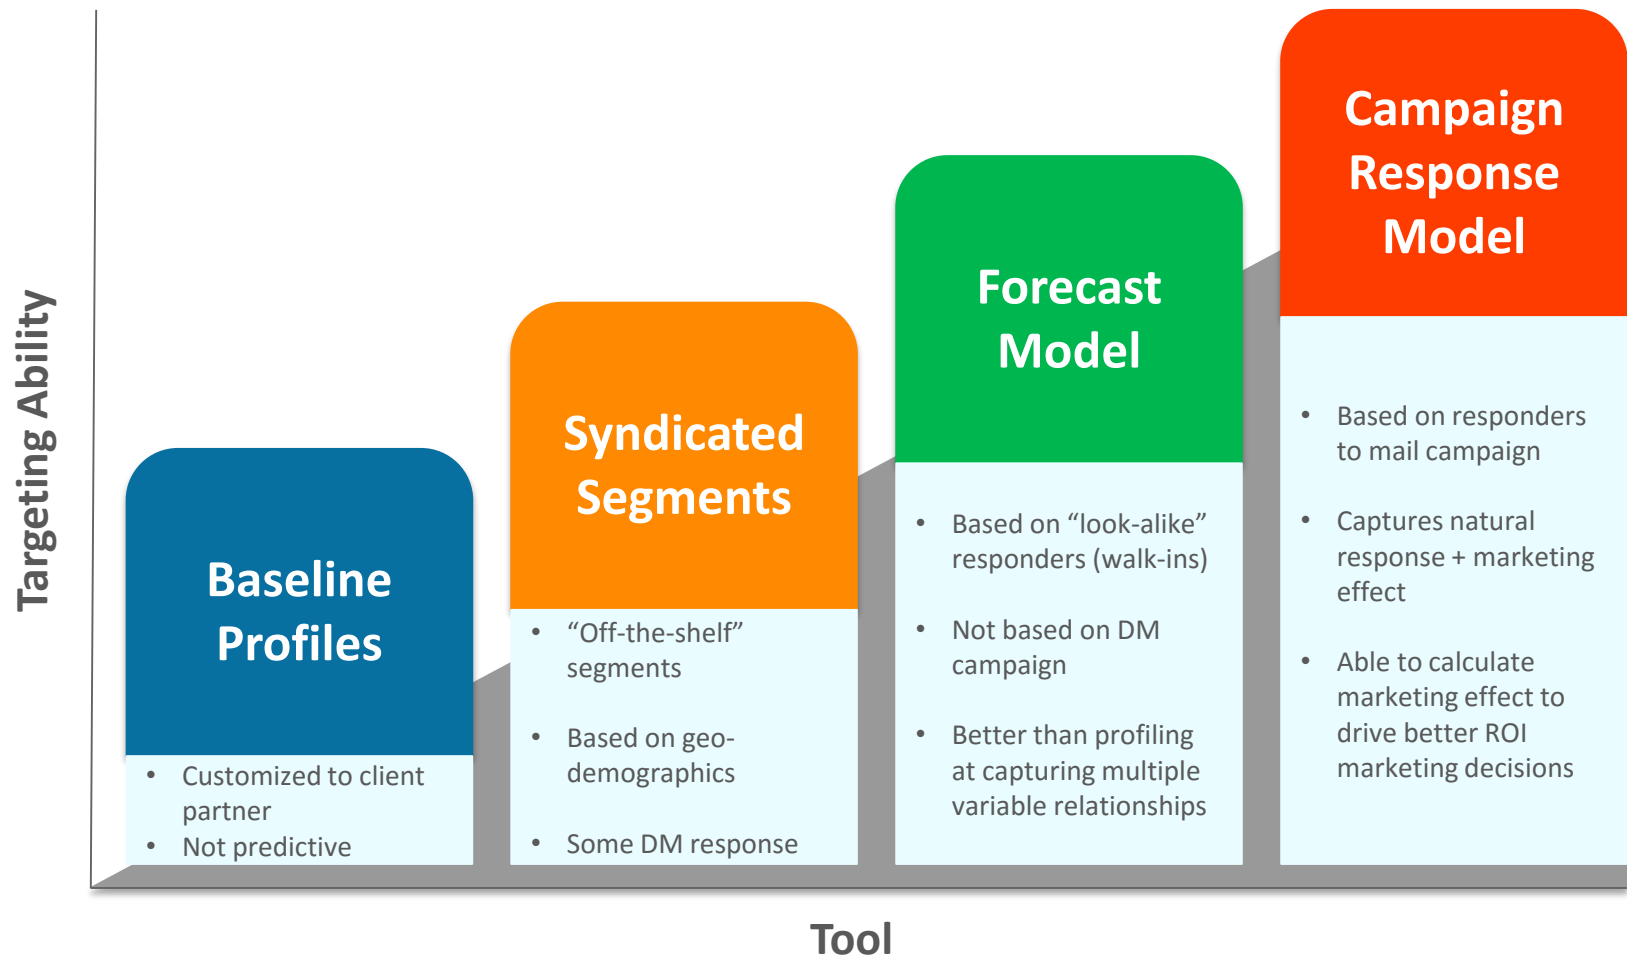 Targeting Ability
Baseline
Profiles
• Customized to client
partner
• Not predictive
Syndicated
Segments
• “Off-the-shelf”
segments
• Based on geo-
demographics
• Some DM response
Forecast
Model
• Based on “look-alike”
responders (walk-ins)
• Not based on DM
campaign
• Better than profiling
at capturing multiple
variable relationships
Campaign
Response
Model
• Based on responders
to mail campaign
• Captures natural
response + marketing
effect
• Able to calculate
marketing effect to
drive better ROI
marketing decisions
Tool